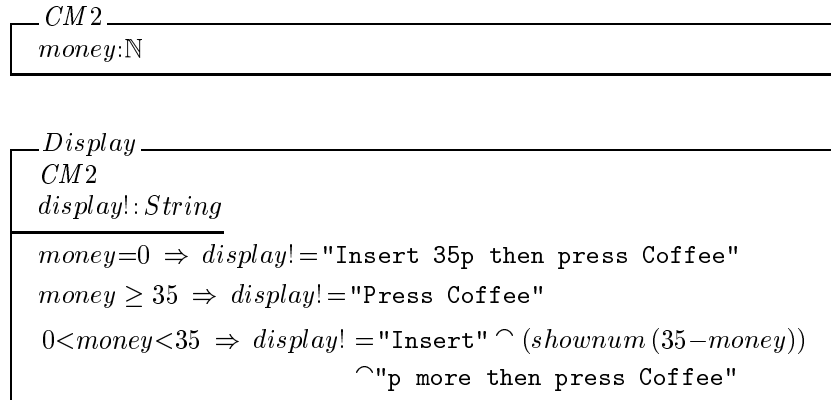 CM2
money:ℕ
Display
CM2
display!:String
money=0 ⇒ display!="Insert 35p then press Coffee"
money ≥ 35 ⇒ display!="Press Coffee"
0<money<35 ⇒ display! ="Insert" ⌢ (shownum (35−money))
⌢"p more then press Coffee"